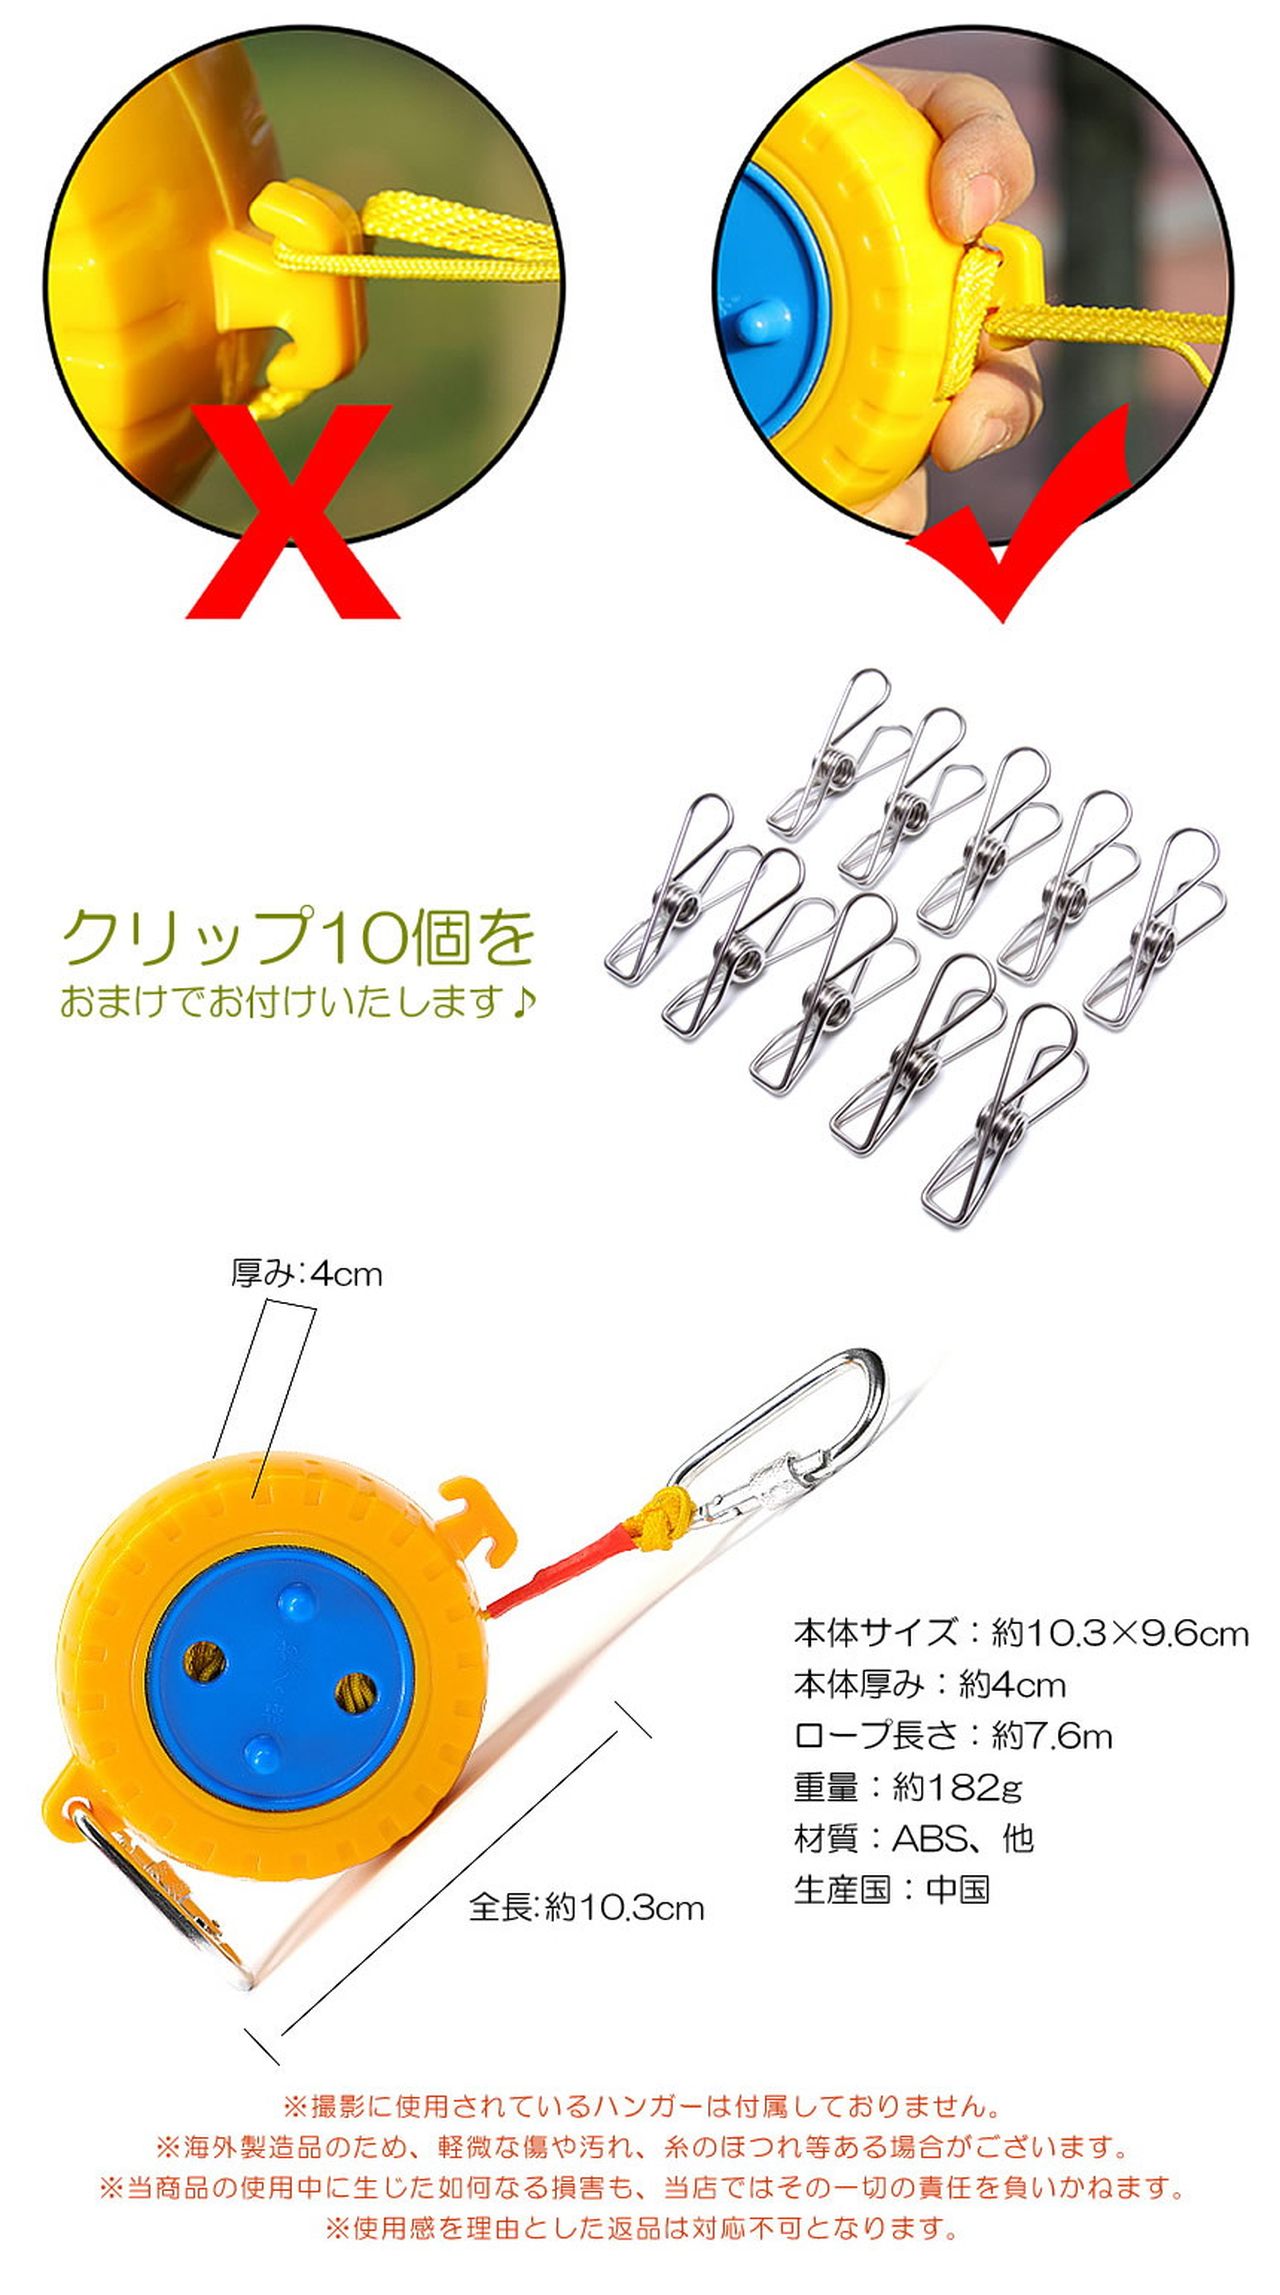 クリップ10個を
おまけでお付けいたします♪
厚み:4cm
本体サイズ：約10.3×9.6cm
本体厚み：約4cm
ロープ長さ：約7.6m
重量：約182g
材質：ABS、他
生産国：中国
全長:約10.3cm
※撮影に使用されているハンガーは付属しておりません。
※海外製造品のため、軽微な傷や汚れ、糸のほつれ等ある場合がございます。
※当商品の使用中に生じた如何なる損害も、当店ではその一切の責任を負いかねます。
※使用感を理由とした返品は対応不可となります。